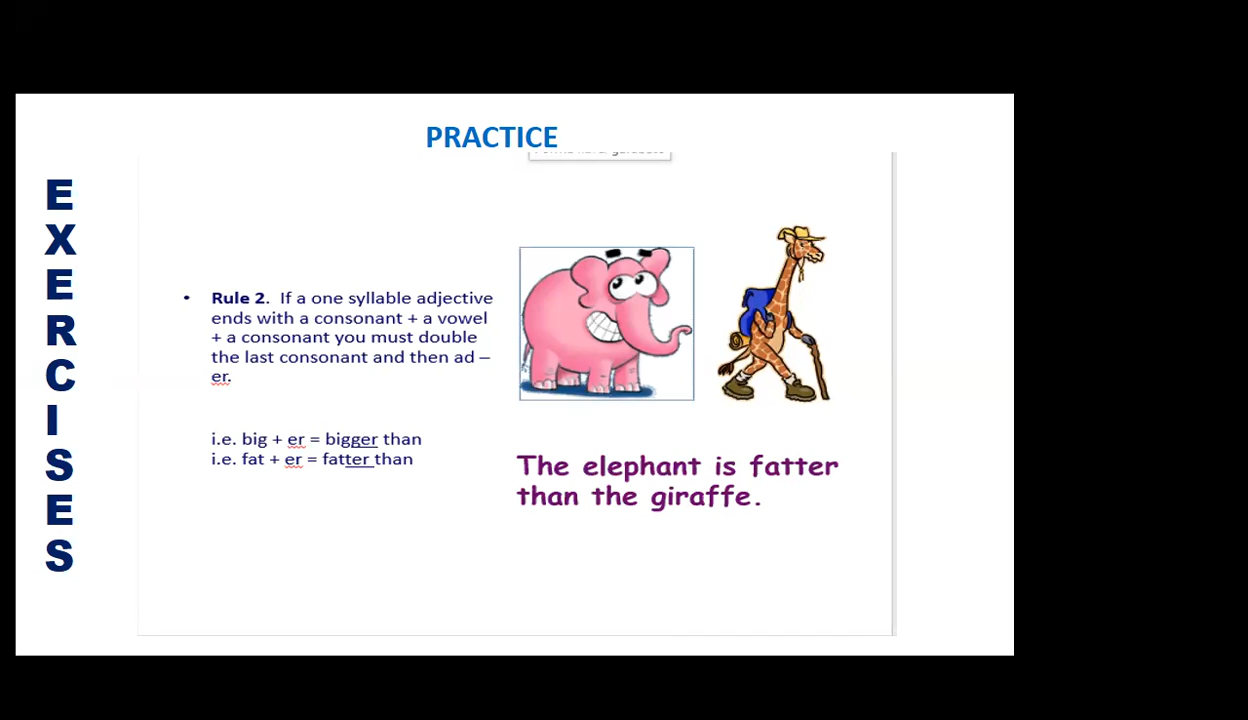 PRACTICE
E
X
E
R
C
I
S
E
S
• Rule 2. If a one syllable adjective
ends with a consonant + a vowel
+ a consonant you must double
the last consonant and then ad –
er.
i.e. big + er = bigger than
i.e. fat + er = fatter than
The elephant is fatter
than the giraffe.